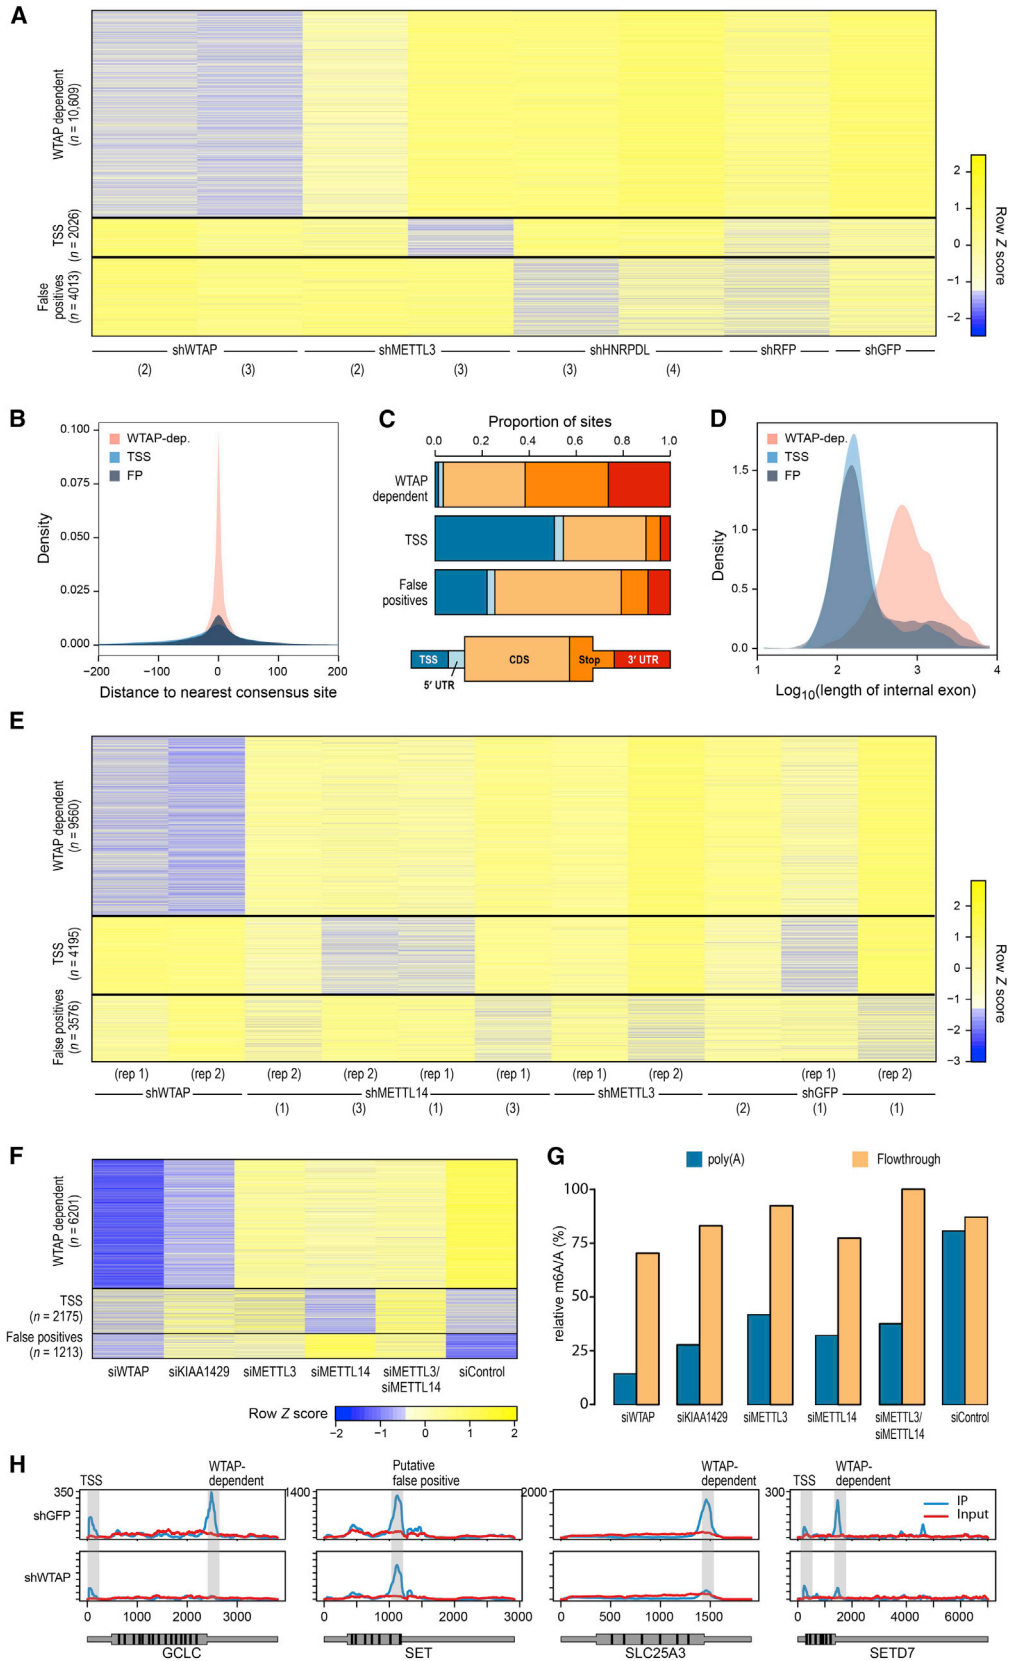 A
WTAP dependent
(n = 10,609)
TSS
(n = 2026)
False
positives
(n = 4013)
2
1
0
−1
−2
Row Z score
shWTAP
shMETTL3
shHNRPDL
shRFP
shGFP
(2)
(3)
(2)
(3)
(3)
(4)
B
0.100
0.075
0.050
0.025
0.000
Density
WTAP-dep.
TSS
FP
−200
−100
0
100
200
Distance to nearest consensus site
C
Proportion of sites
0.0
0.2
0.4
0.6
0.8
1.0
WTAP
dependent
TSS
False
positives
TSS
5′ UTR
CDS
Stop
3′ UTR
D
WTAP-dep.
TSS
FP
1.5
1.0
0.5
0.0
Density
1
2
3
4
Log10(length of internal exon)
E
WTAP dependent
(n = 9560)
TSS
(n = 4195)
False positives
(n = 3576)
2
1
0
−1
−2
−3
Row Z score
(rep 1)
(rep 2)
(rep 2)
(rep 2)
(rep 1)
(rep 1)
(rep 1)
(rep 2)
(rep 1)
(rep 2)
shWTAP
shMETTL14
shMETTL3
shGFP
(1)
(3)
(1)
(3)
(2)
(1)
(1)
F
WTAP dependent
(n = 6201)
TSS
(n = 2175)
False positives
(n = 1213)
siWTAP
siKIAA1429
siMETTL3
siMETTL14
siMETTL3/
siMETTL14
siControl
Row Z score
−2
−1
0
1
2
G
poly(A)
Flowthrough
100
75
50
25
0
relative m6A/A (%)
siWTAP
siKIAA1429
siMETTL3
siMETTL14
siMETTL3/
siMETTL14
siControl
H
TSS
WTAP-
dependent
Putative
false positive
WTAP-
dependent
TSS
WTAP-
dependent
350
1400
2000
300
shGFP
IP
Input
shWTAP
0
1000
2000
3000
0
1000
2000
3000
0
500
1000
1500
0
2000
4000
6000
GCLC
SET
SLC25A3
SETD7